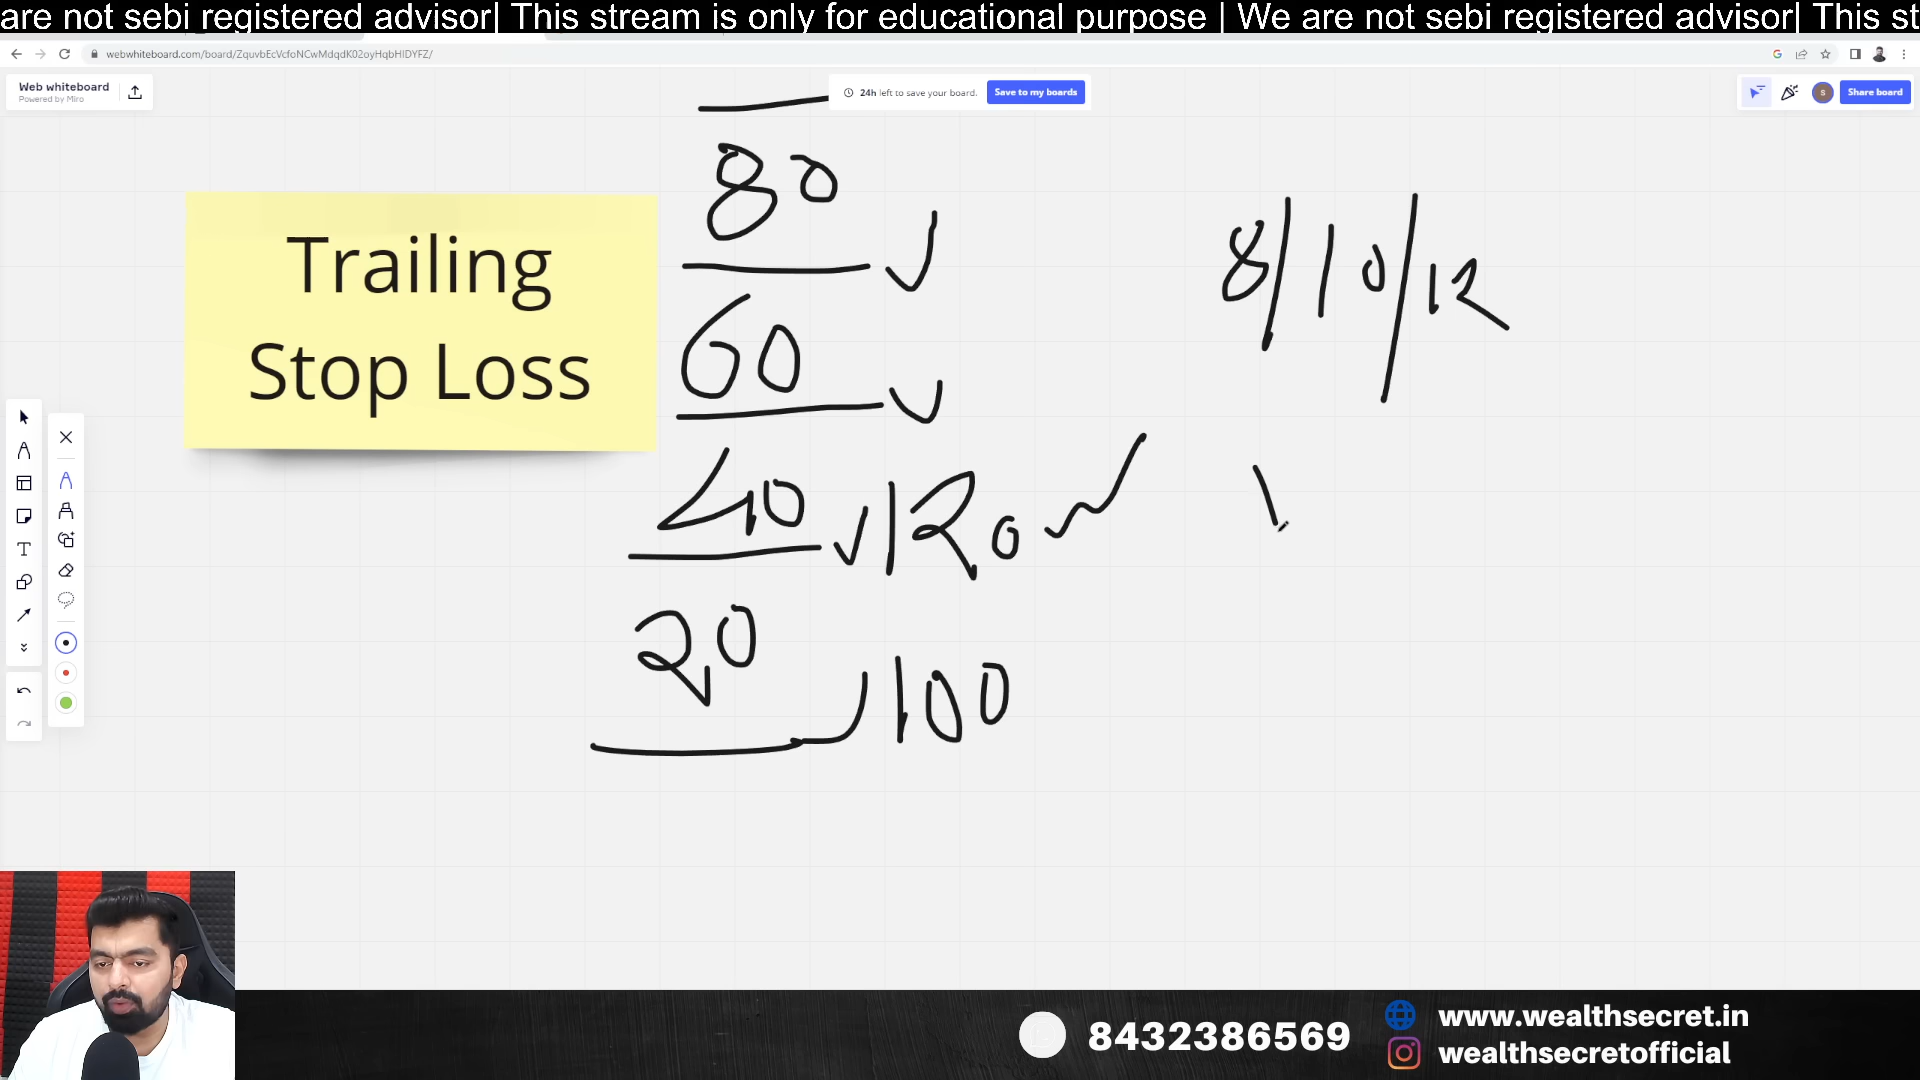 are not sebi registered advisor| This stream is only for educational purpose | We are not sebi registered advisor| This st
webwhiteboard.com/board/ZquvbEcVcfoNCwMdqdK02oyHqbHIDYFZ/
Web whiteboard
Powered by Miro
24h left to save your board.
Save to my boards
S
Share board
Trailing
Stop Loss
80
60
40
120
20
100
8/10/12
8432386569
www.wealthsecret.in
wealthsecretofficial